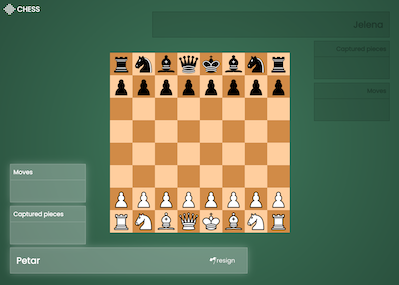 CHESS
Jelena
Captured pieces
Moves
Moves
Captured pieces
Petar
resign